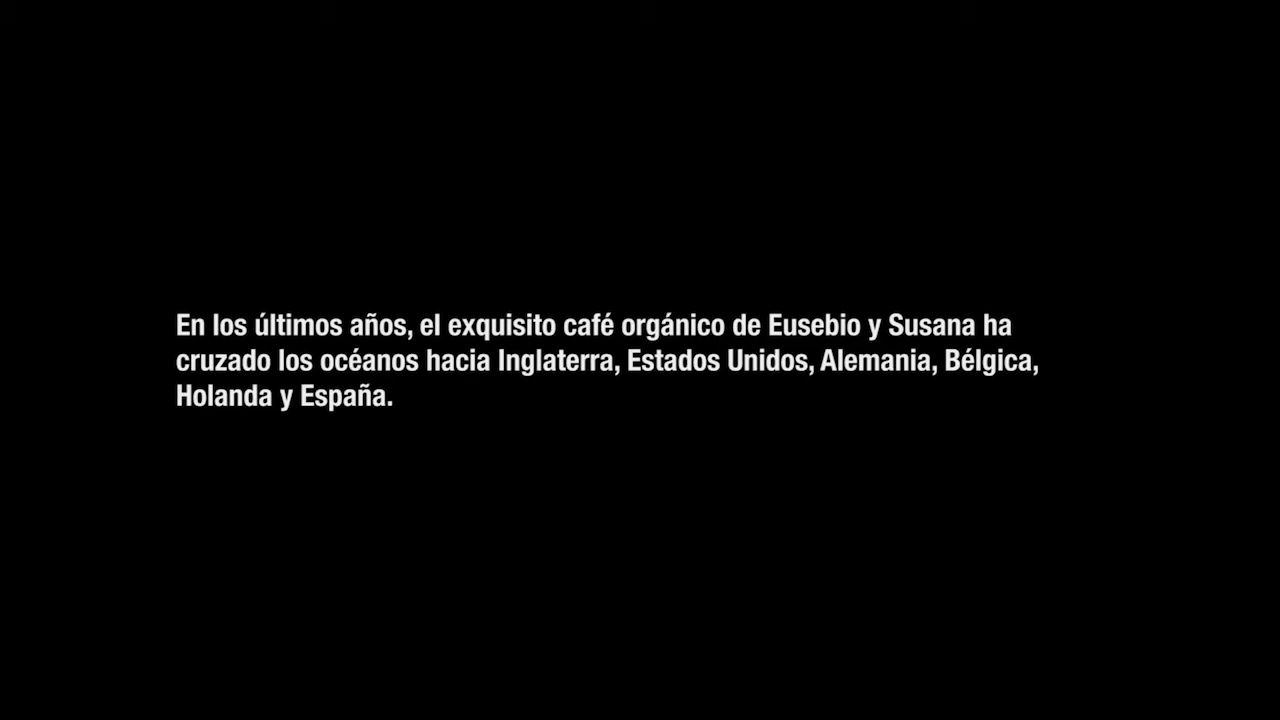 En los últimos años, el exquisito café orgánico de Eusebio y Susana ha
cruzado los océanos hacia Inglaterra, Estados Unidos, Alemania, Bélgica,
Holanda y España.